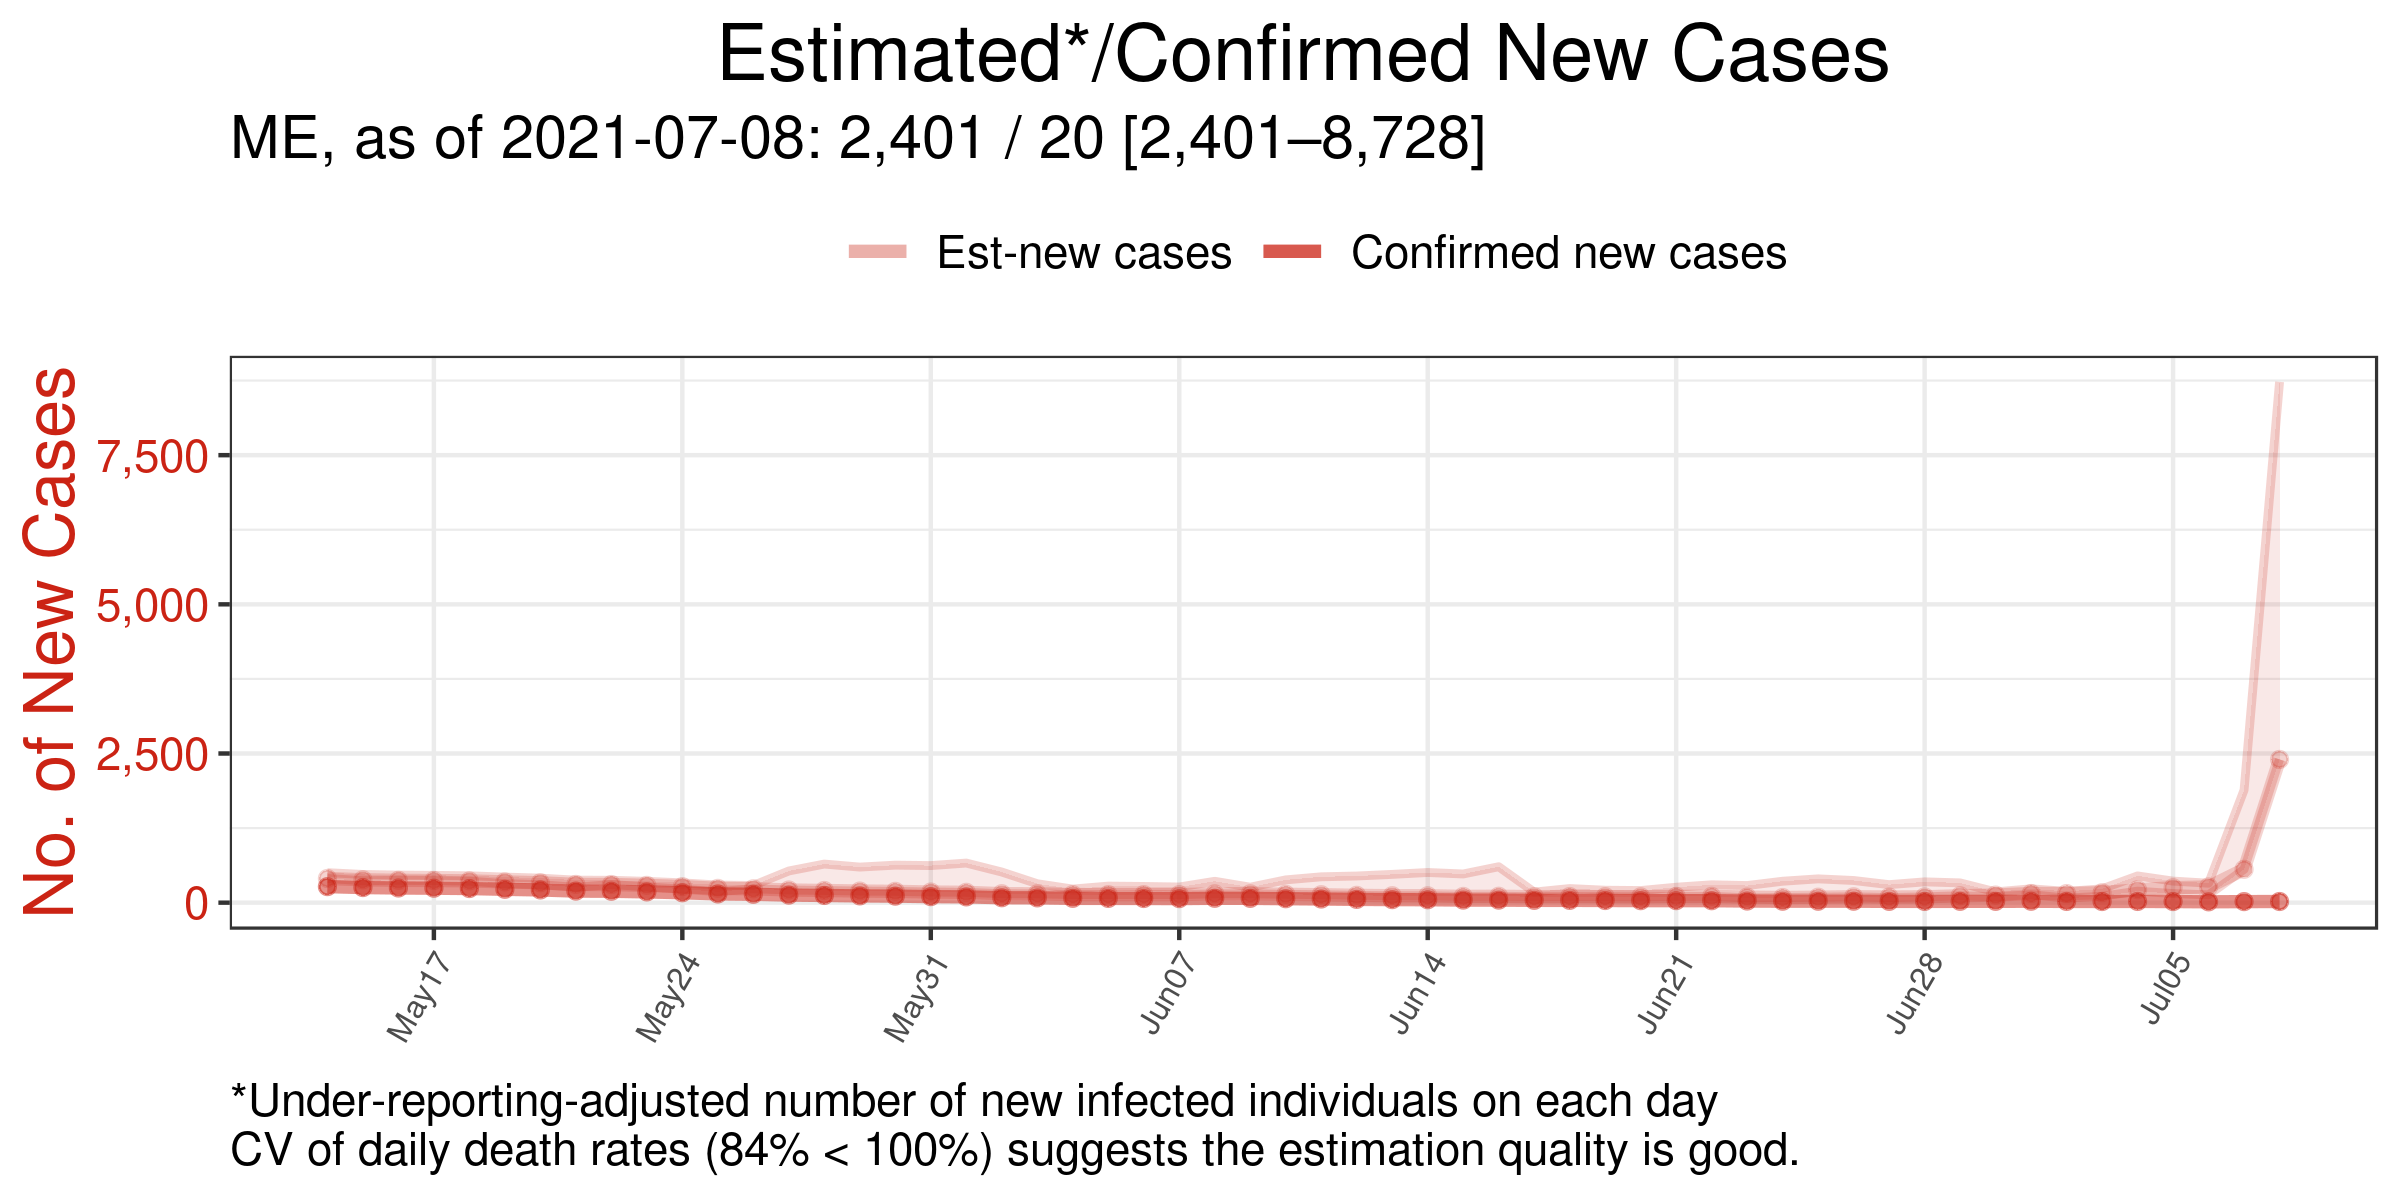 Estimated*/Confirmed New Cases
ME, as of 2021-07-08: 2,401 / 20 [2,401–8,728]
Est-new cases Confirmed new cases
No. of New Cases
7,500
5,000
2,500
0
May17 May24 May31 Jun07 Jun14 Jun21 Jun28 Jul05
*Under-reporting-adjusted number of new infected individuals on each day
CV of daily death rates (84% < 100%) suggests the estimation quality is good.